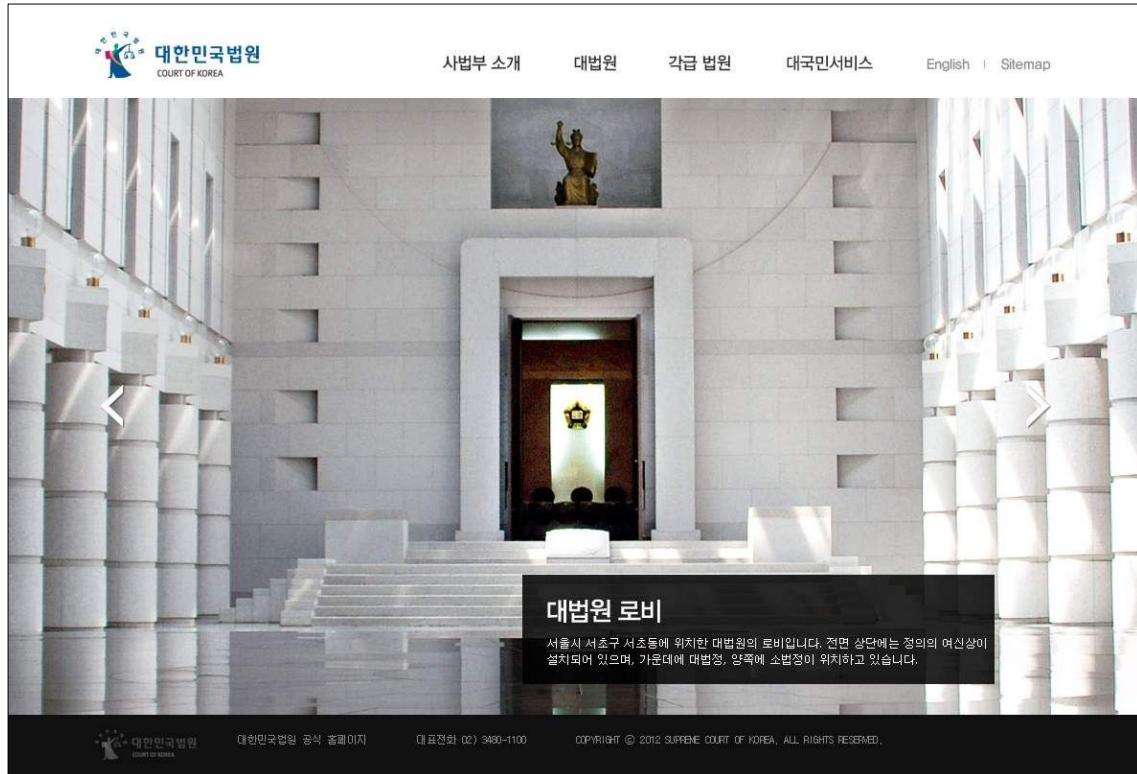 대한민국법원
COURT OF KOREA
사법부 소개 대법원 각급 법원 대국민서비스 English | Sitemap
대법원 로비
서울시 서초구 서초동에 위치한 대법원의 로비입니다. 전면 상단에는 정의의 여신상이
설치되어 있으며, 가운데에 대법정, 양쪽에 소법정이 위치하고 있습니다.
대한민국법원
COURT OF KOREA
대한민국법원 공식 홈페이지 대표전화 02) 3480-1100 COPYRIGHT ⓒ 2012 SUPREME COURT OF KOREA, ALL RIGHTS RESERVED.